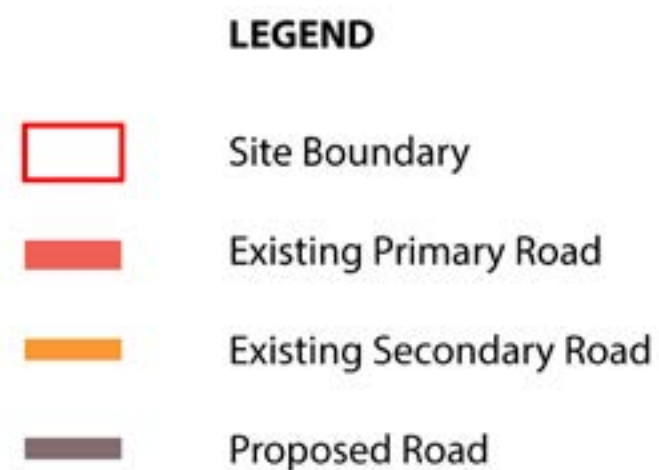 LEGEND
Site Boundary
Existing Primary Road
Existing Secondary Road
Proposed Road